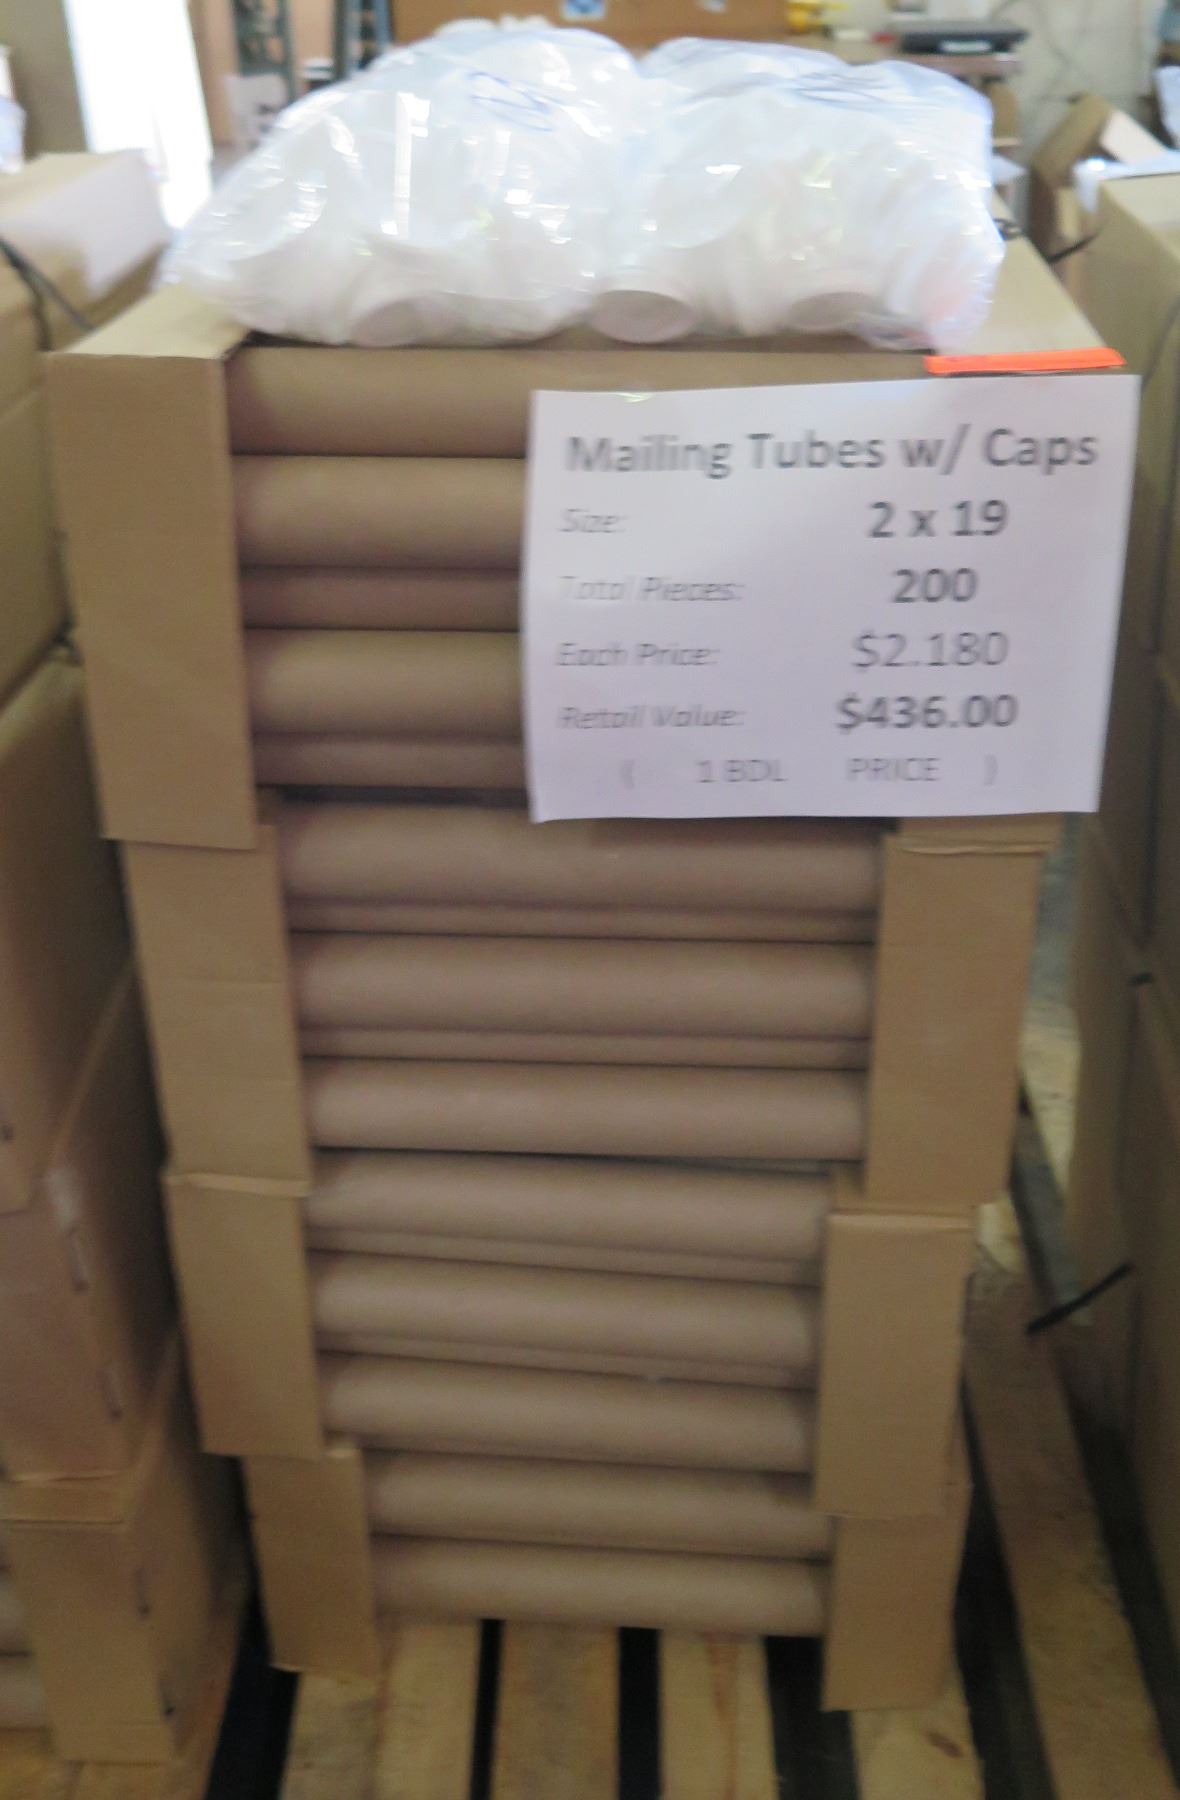 Mailing Tubes w/ Caps
Size: 2 x 19
Total Pieces: 200
Each Price: $2.180
Retail Value: $436.00
( 1 BDL PRICE )